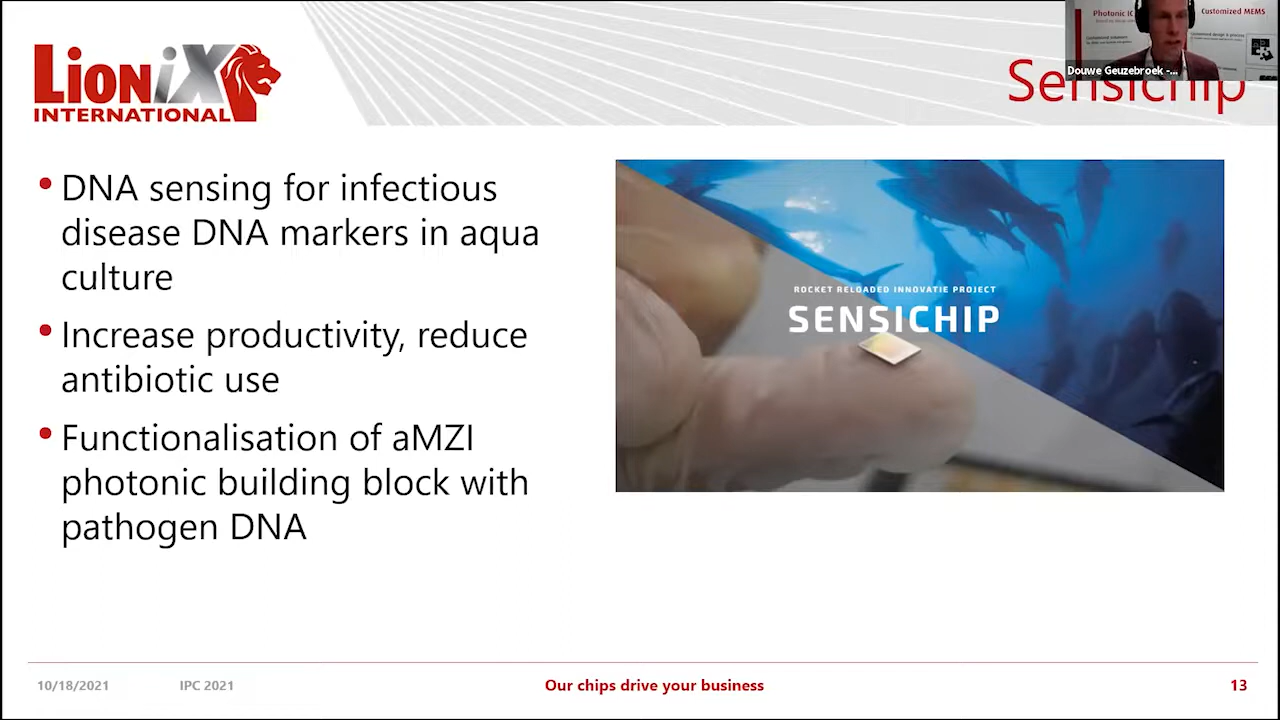 LioniX
INTERNATIONAL
Photonic IC
Customized MEMS
Douwe Geuzebroek -...
Sensichip
• DNA sensing for infectious
disease DNA markers in aqua
culture
• Increase productivity, reduce
antibiotic use
• Functionalisation of aMZI
photonic building block with
pathogen DNA
ROCKET RELOADED INNOVATIE PROJECT
SENSICHIP
10/18/2021
IPC 2021
Our chips drive your business
13